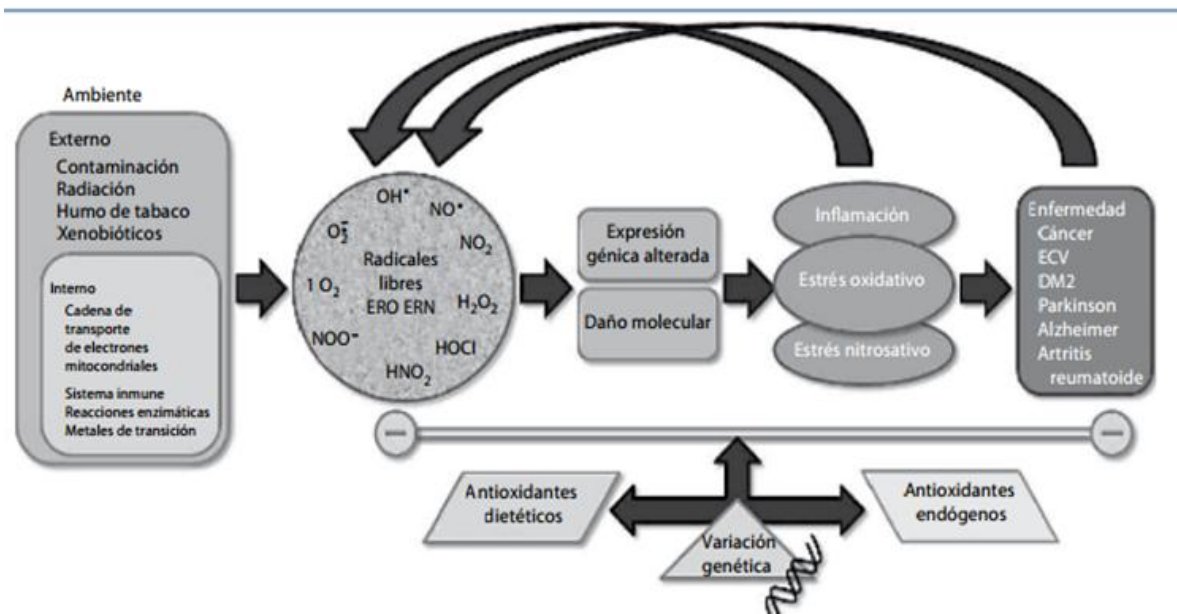 Ambiente
Externo
Contaminación
Radiación
Humo de tabaco
Xenobióticos
Interno
Cadena de
transporte
de electrones
mitocondriales
Sistema inmune
Reacciones enzimáticas
Metales de transición
OH•
NO•
O₂⁻
NO₂
Radicales
libres
ERO ERN
1 O₂
H₂O₂
NOO⁻
HOCl
HNO₂
Expresión
génica alterada
Daño molecular
Inflamación
Estrés oxidativo
Estrés nitrosativo
Enfermedad
Cáncer
ECV
DM2
Parkinson
Alzheimer
Artritis
reumatoide
−
−
Antioxidantes
dietéticos
Variación
genética
Antioxidantes
endógenos